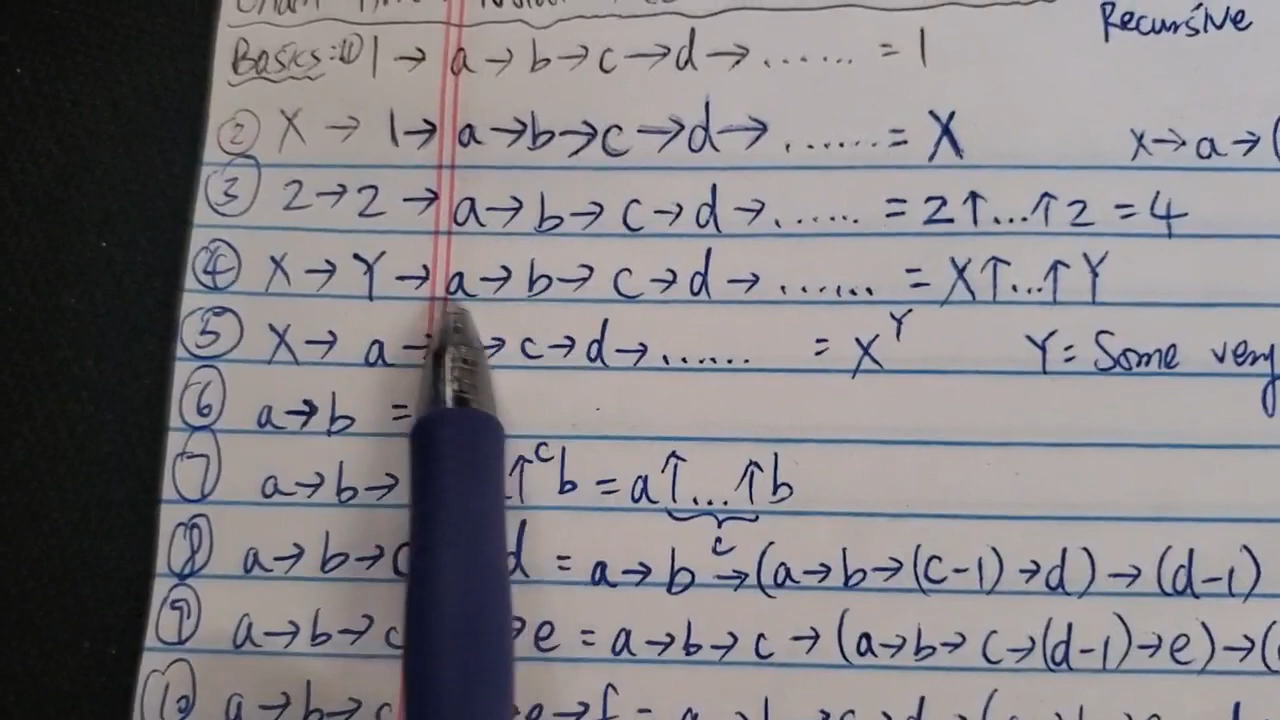 Recursive
Basics: ① 1 → a → b → c → d → ...... = 1
② X → 1 → a → b → c → d → ...... = X
X → a → (
③ 2 → 2 → a → b → c → d → ...... = 2↑...↑2 = 4
④ X → Y → a → b → c → d → ...... = X↑...↑Y
⑤ X → a → → c → d → ...... = X^Y Y = Some very
⑥ a → b =
⑦ a → b → ↑^c b = a↑...↑b
c
⑧ a → b → c d = a → b → (a → b → (c-1) → d) → (d-1)
⑨ a → b → c → e = a → b → c → (a → b → c → (d-1) → e) → (
⑩ a → b → c